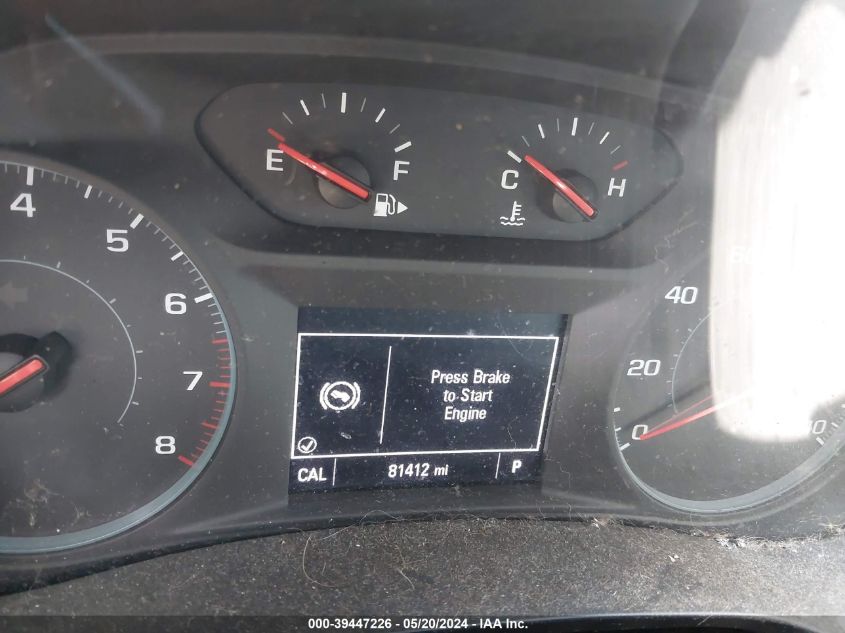 E
F
C
H
4
5
6
7
8
Press Brake
to Start
Engine
CAL
81412 mi
P
60
40
20
0
000-39447226 - 05/20/2024 - IAA Inc.